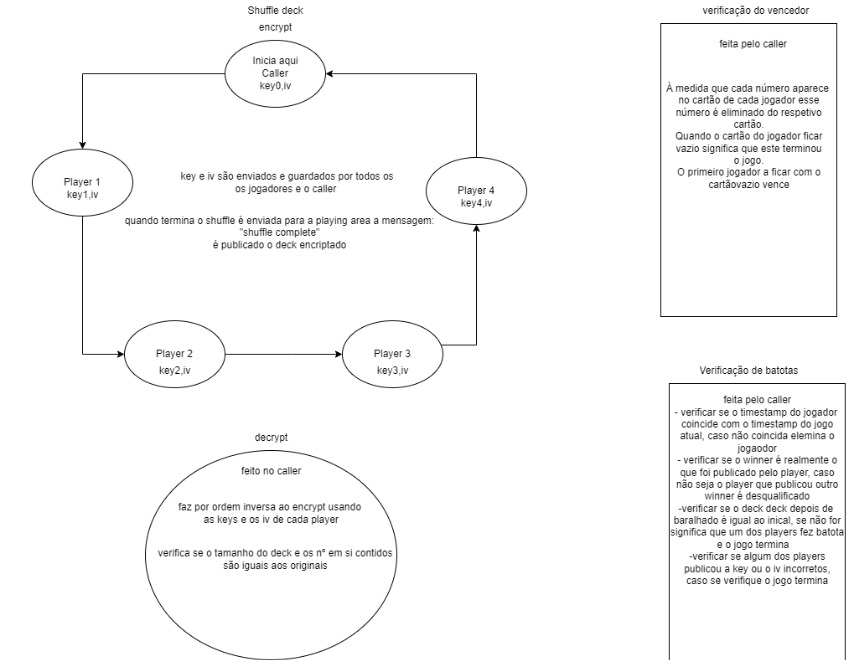 Shuffle deck
encrypt
Inicia aqui
Caller
key0,iv
Player 1
key1,iv
key e iv são enviados e guardados por todos os
os jogadores e o caller
quando termina o shuffle é enviada para a playing area a mensagem:
"shuffle complete"
é publicado o deck encriptado
Player 4
key4,iv
Player 2
key2,iv
Player 3
key3,iv
decrypt
feito no caller
faz por ordem inversa ao encrypt usando
as keys e os iv de cada player
verifica se o tamanho do deck e os nº em si contidos
são iguais aos originais
verificação do vencedor
feita pelo caller
À medida que cada número aparece
no cartão de cada jogador esse
número é eliminado do respetivo
cartão.
Quando o cartão do jogador ficar
vazio significa que este terminou
o jogo.
O primeiro jogador a ficar com o
cartãovazio vence
Verificação de batotas
feita pelo caller
- verificar se o timestamp do jogador
coincide com o timestamp do jogo
atual, caso não coincida elemina o
jogaodor
- verificar se o winner é realmente o
que foi publicado pelo player, caso
não seja o player que publicou outro
winner é desqualificado
-verificar se o deck deck depois de
baralhado é igual ao inical, se não for
significa que um dos players fez batota
e o jogo termina
-verificar se algum dos players
publicou a key ou o iv incorretos,
caso se verifique o jogo termina